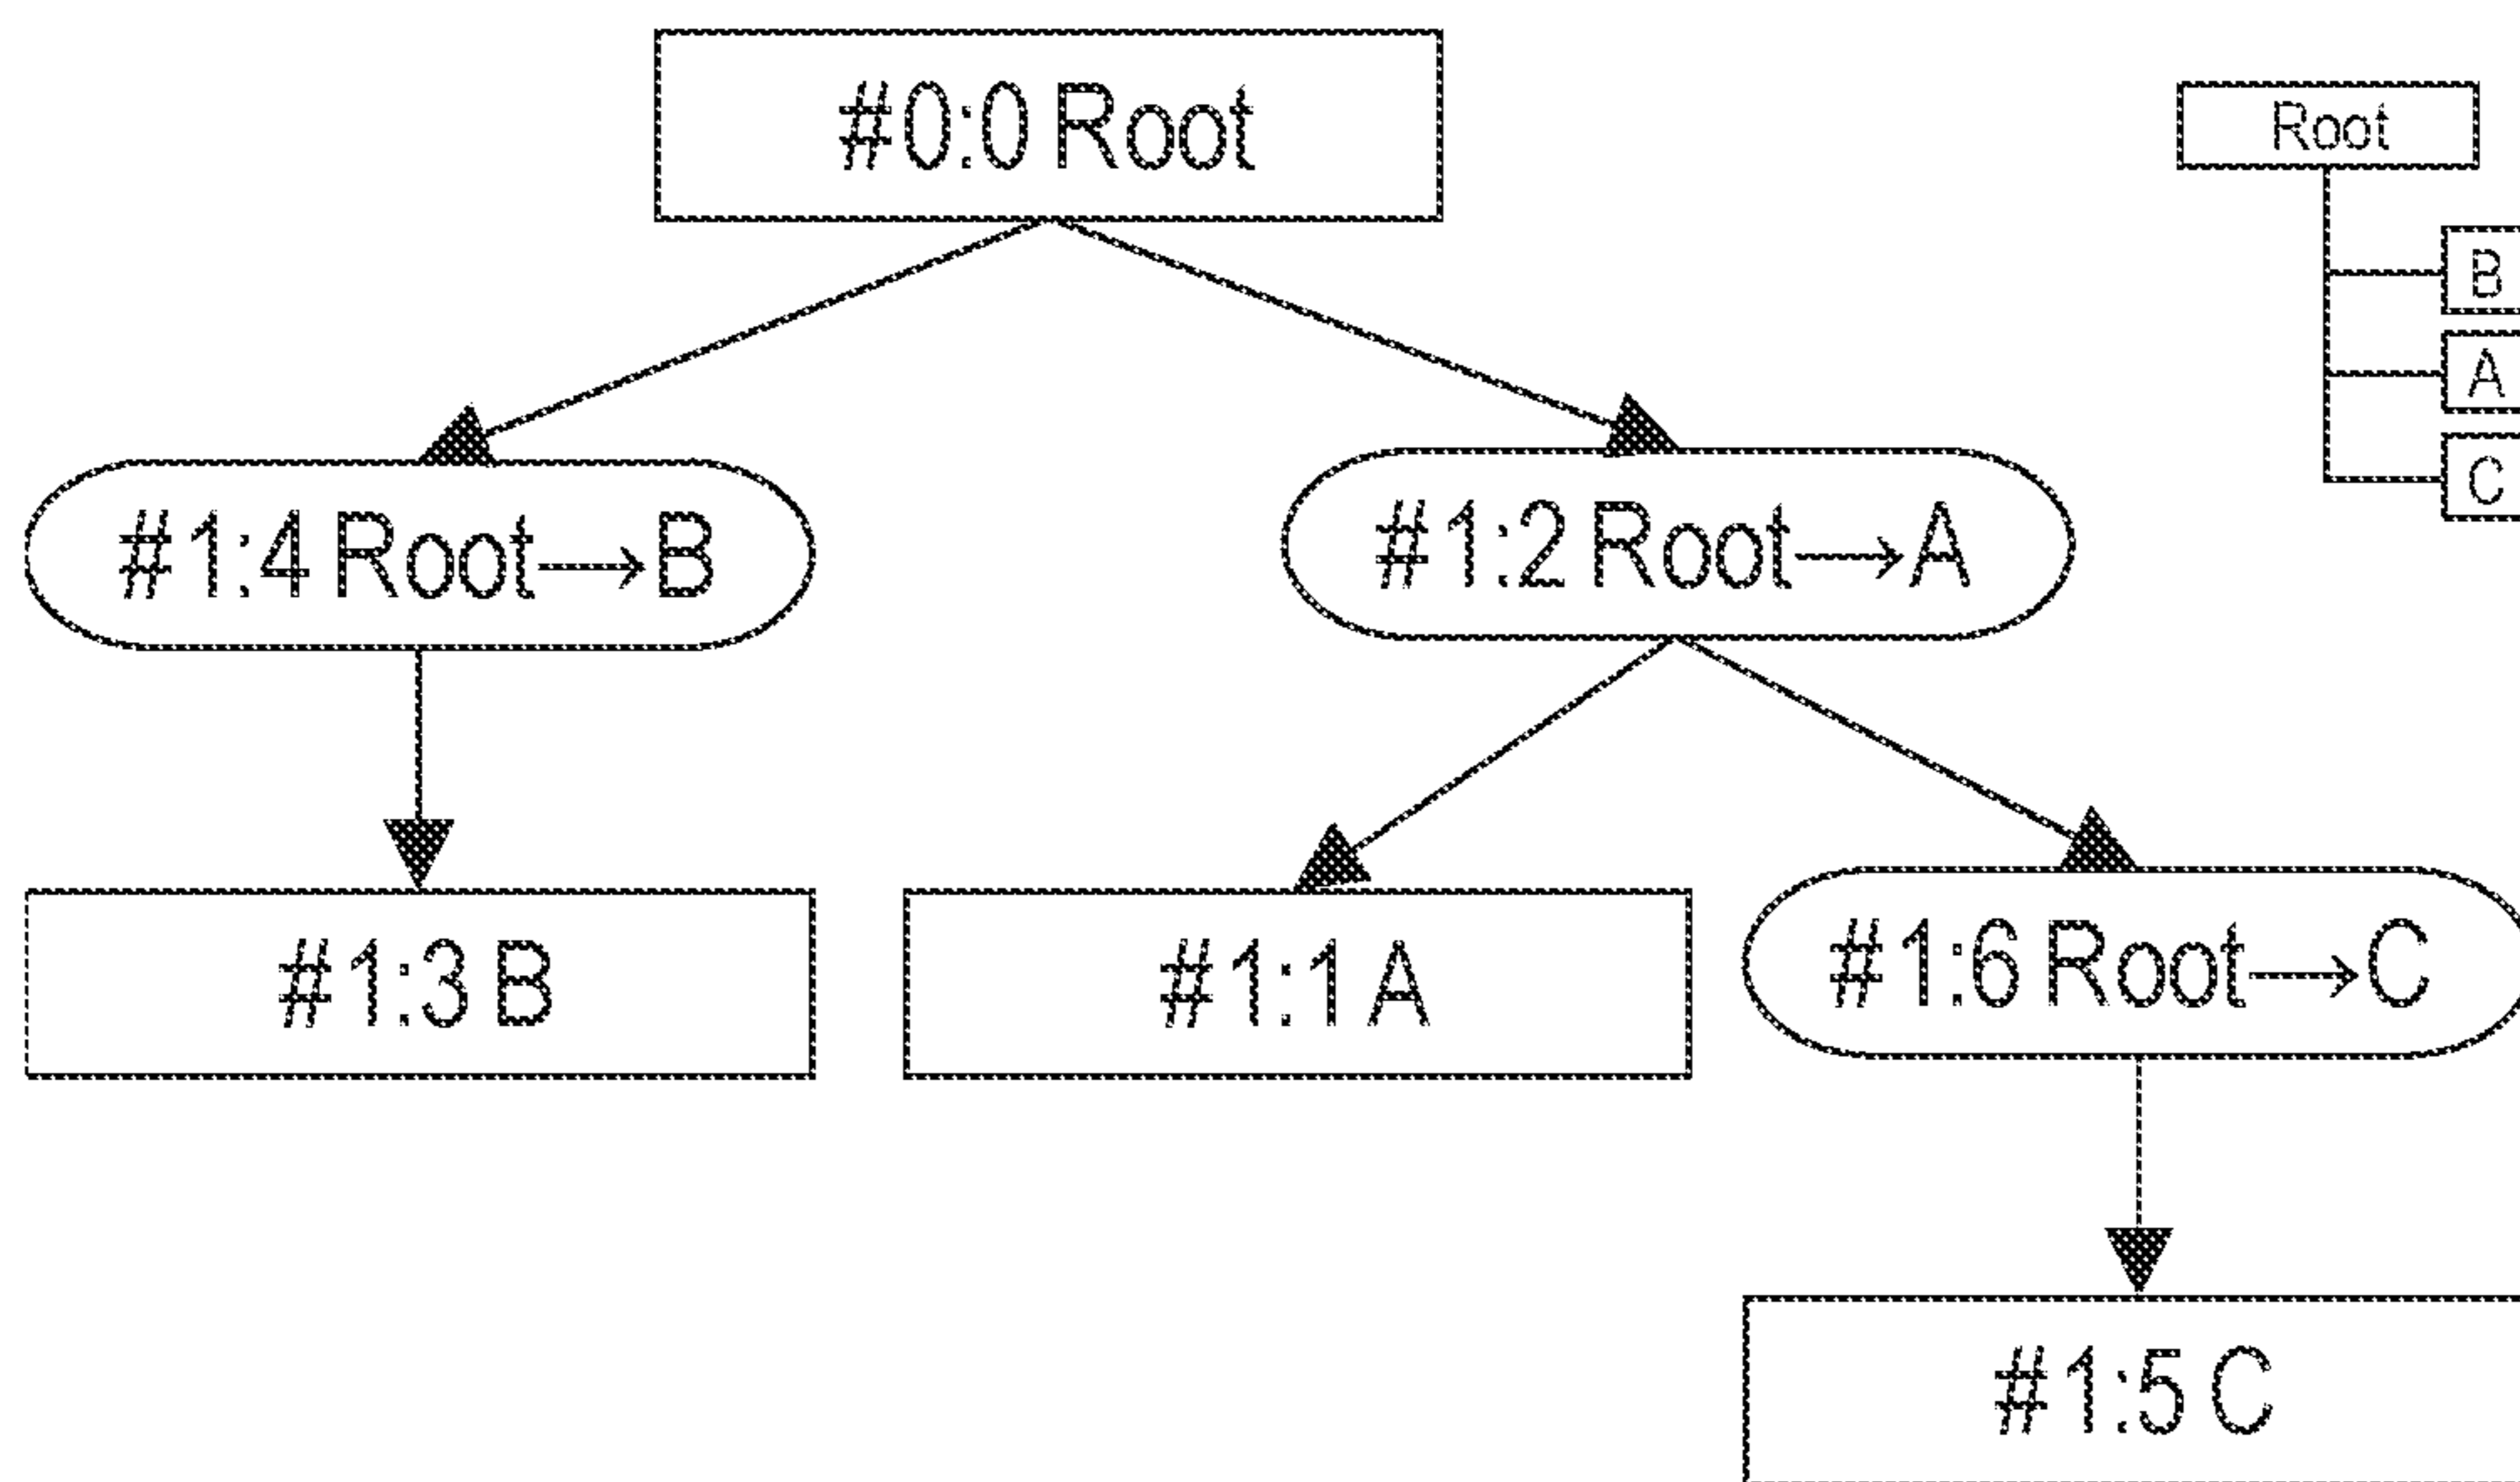 #0:0 Root
Root
B
A
C
#1:4 Root→B
#1:2 Root→A
#1:3 B
#1:1 A
#1:6 Root→C
#1:5 C